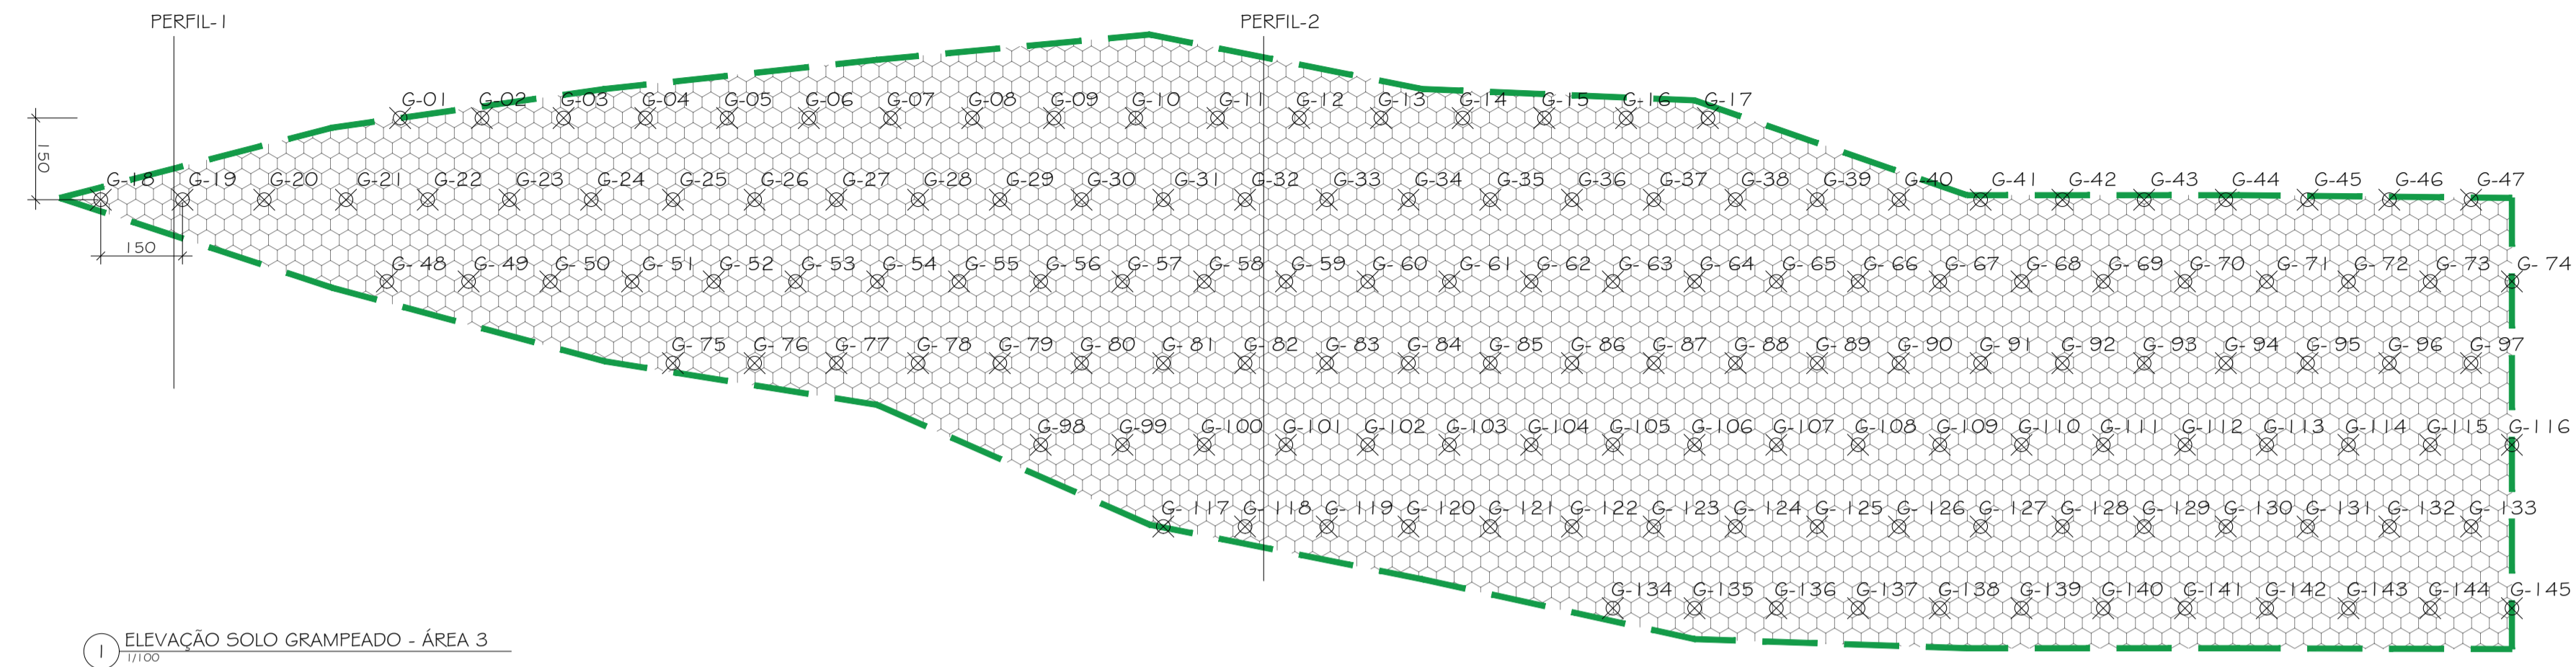 PERFIL-1 PERFIL-2
G-01 G-02 G-03 G-04 G-05 G-06 G-07 G-08 G-09 G-10 G-11 G-12 G-13 G-14 G-15 G-16 G-17
150
G-18 G-19 G-20 G-21 G-22 G-23 G-24 G-25 G-26 G-27 G-28 G-29 G-30 G-31 G-32 G-33 G-34 G-35 G-36 G-37 G-38 G-39 G-40 G-41 G-42 G-43 G-44 G-45 G-46 G-47
150
G- 48 G- 49 G- 50 G- 51 G- 52 G- 53 G- 54 G- 55 G- 56 G- 57 G- 58 G- 59 G- 60 G- 61 G- 62 G- 63 G- 64 G- 65 G- 66 G- 67 G- 68 G- 69 G- 70 G- 71 G- 72 G- 73 G- 74
G- 75 G- 76 G- 77 G- 78 G- 79 G- 80 G- 81 G- 82 G- 83 G- 84 G- 85 G- 86 G- 87 G- 88 G- 89 G- 90 G- 91 G- 92 G- 93 G- 94 G- 95 G- 96 G- 97
G-98 G-99 G-100 G-101 G-102 G-103 G-104 G-105 G-106 G-107 G-108 G-109 G-110 G-111 G-112 G-113 G-114 G-115 G-116
G- 117 G- 118 G- 119 G- 120 G- 121 G- 122 G- 123 G- 124 G- 125 G- 126 G- 127 G- 128 G- 129 G- 130 G- 131 G- 132 G- 133
G-134 G-135 G-136 G-137 G-138 G-139 G-140 G-141 G-142 G-143 G-144 G-145
1 ELEVAÇÃO SOLO GRAMPEADO - ÁREA 3
1/100